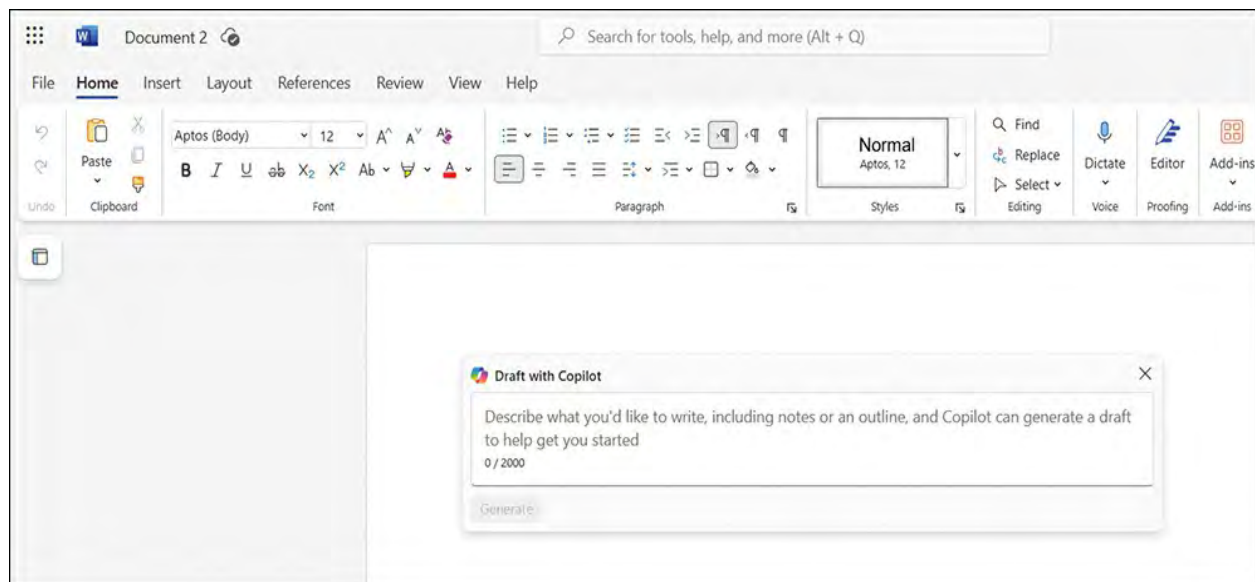 Document 2
Search for tools, help, and more (Alt + Q)
File Home Insert Layout References Review View Help
Aptos (Body) 12
Paste
Undo
Clipboard
Font
Paragraph
Normal
Aptos, 12
Styles
Find
Replace
Select
Editing
Dictate
Voice
Editor
Proofing
Add-ins
Add-ins
Draft with Copilot
Describe what you'd like to write, including notes or an outline, and Copilot can generate a draft
to help get you started
0 / 2000
Generate